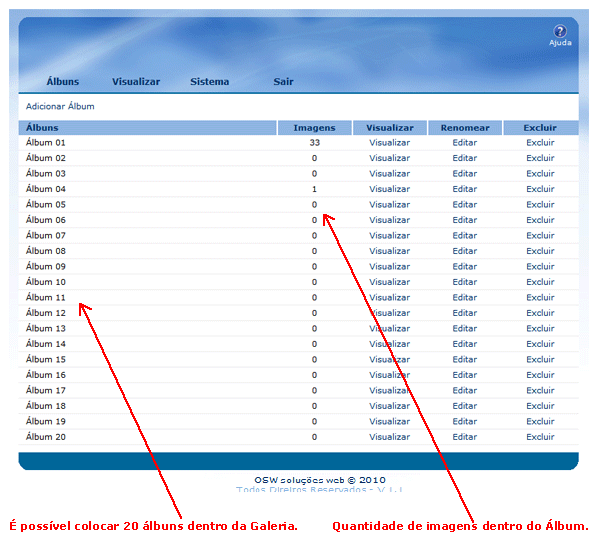 ?
Ajuda
Álbuns Visualizar Sistema Sair
Adicionar Álbum
Álbuns Imagens Visualizar Renomear Excluir
Álbum 01 33 Visualizar Editar Excluir
Álbum 02 0 Visualizar Editar Excluir
Álbum 03 0 Visualizar Editar Excluir
Álbum 04 1 Visualizar Editar Excluir
Álbum 05 0 Visualizar Editar Excluir
Álbum 06 0 Visualizar Editar Excluir
Álbum 07 0 Visualizar Editar Excluir
Álbum 08 0 Visualizar Editar Excluir
Álbum 09 0 Visualizar Editar Excluir
Álbum 10 0 Visualizar Editar Excluir
Álbum 11 0 Visualizar Editar Excluir
Álbum 12 0 Visualizar Editar Excluir
Álbum 13 0 Visualizar Editar Excluir
Álbum 14 0 Visualizar Editar Excluir
Álbum 15 0 Visualizar Editar Excluir
Álbum 16 0 Visualizar Editar Excluir
Álbum 17 0 Visualizar Editar Excluir
Álbum 18 0 Visualizar Editar Excluir
Álbum 19 0 Visualizar Editar Excluir
Álbum 20 0 Visualizar Editar Excluir
OSW soluções web © 2010
Todos Direitos Reservados -
É possível colocar 20 álbuns dentro da Galeria. Quantidade de imagens dentro do Álbum.